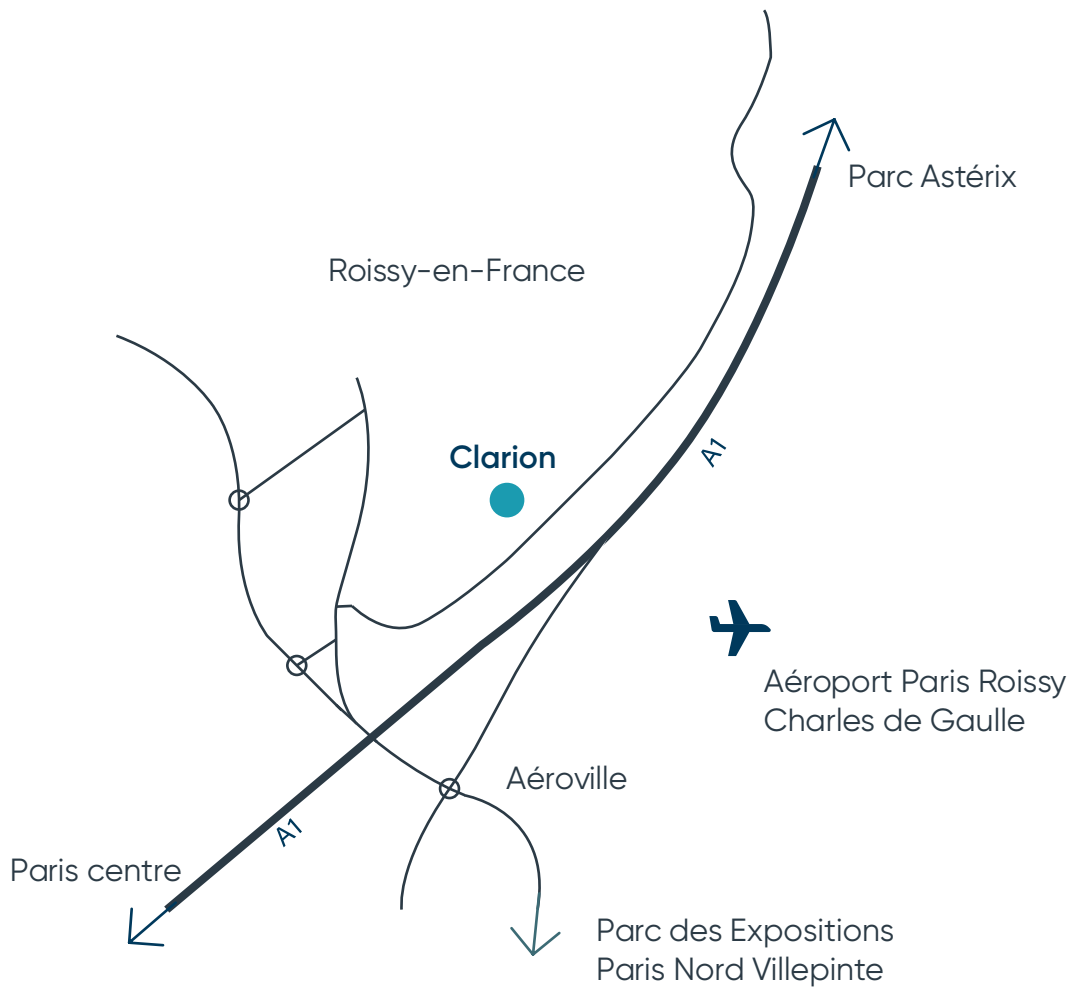 Parc Astérix
Roissy-en-France
Clarion
A1
Aéroport Paris Roissy
Charles de Gaulle
Aéroville
A1
Paris centre
Parc des Expositions
Paris Nord Villepinte